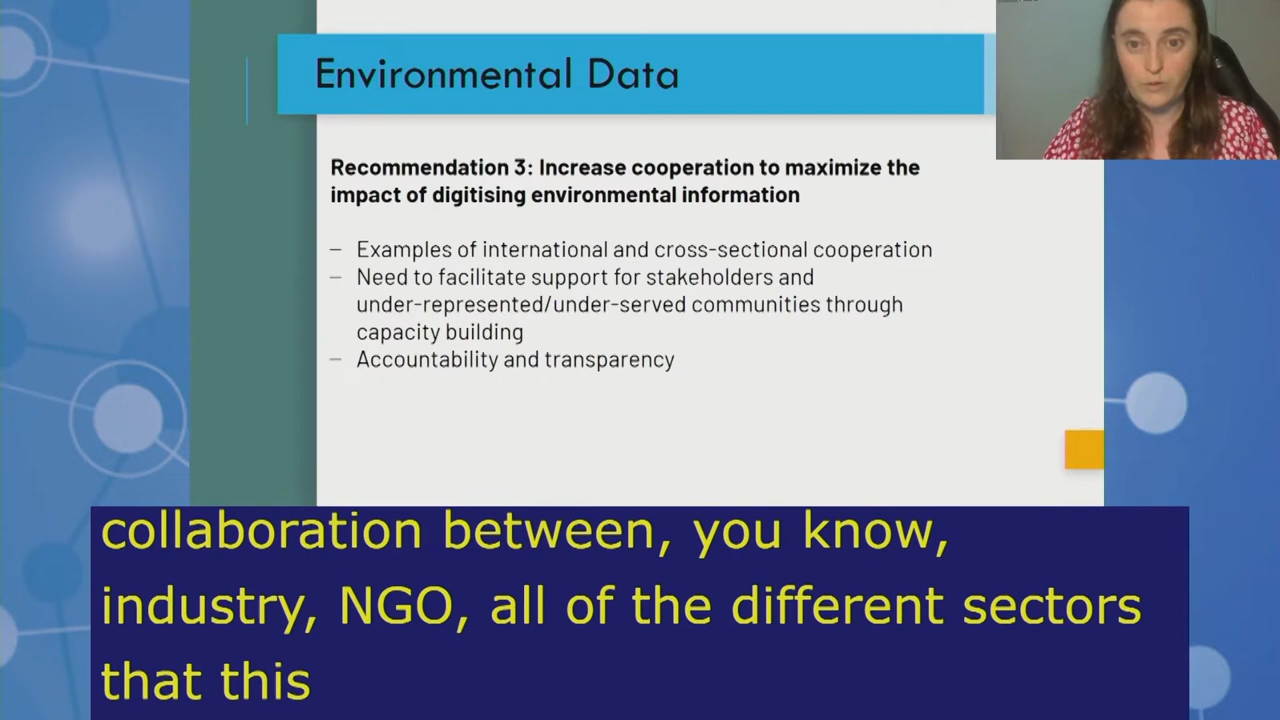 Environmental Data
Recommendation 3: Increase cooperation to maximize the
impact of digitising environmental information
– Examples of international and cross-sectional cooperation
– Need to facilitate support for stakeholders and
under-represented/under-served communities through
capacity building
– Accountability and transparency
collaboration between, you know,
industry, NGO, all of the different sectors
that this